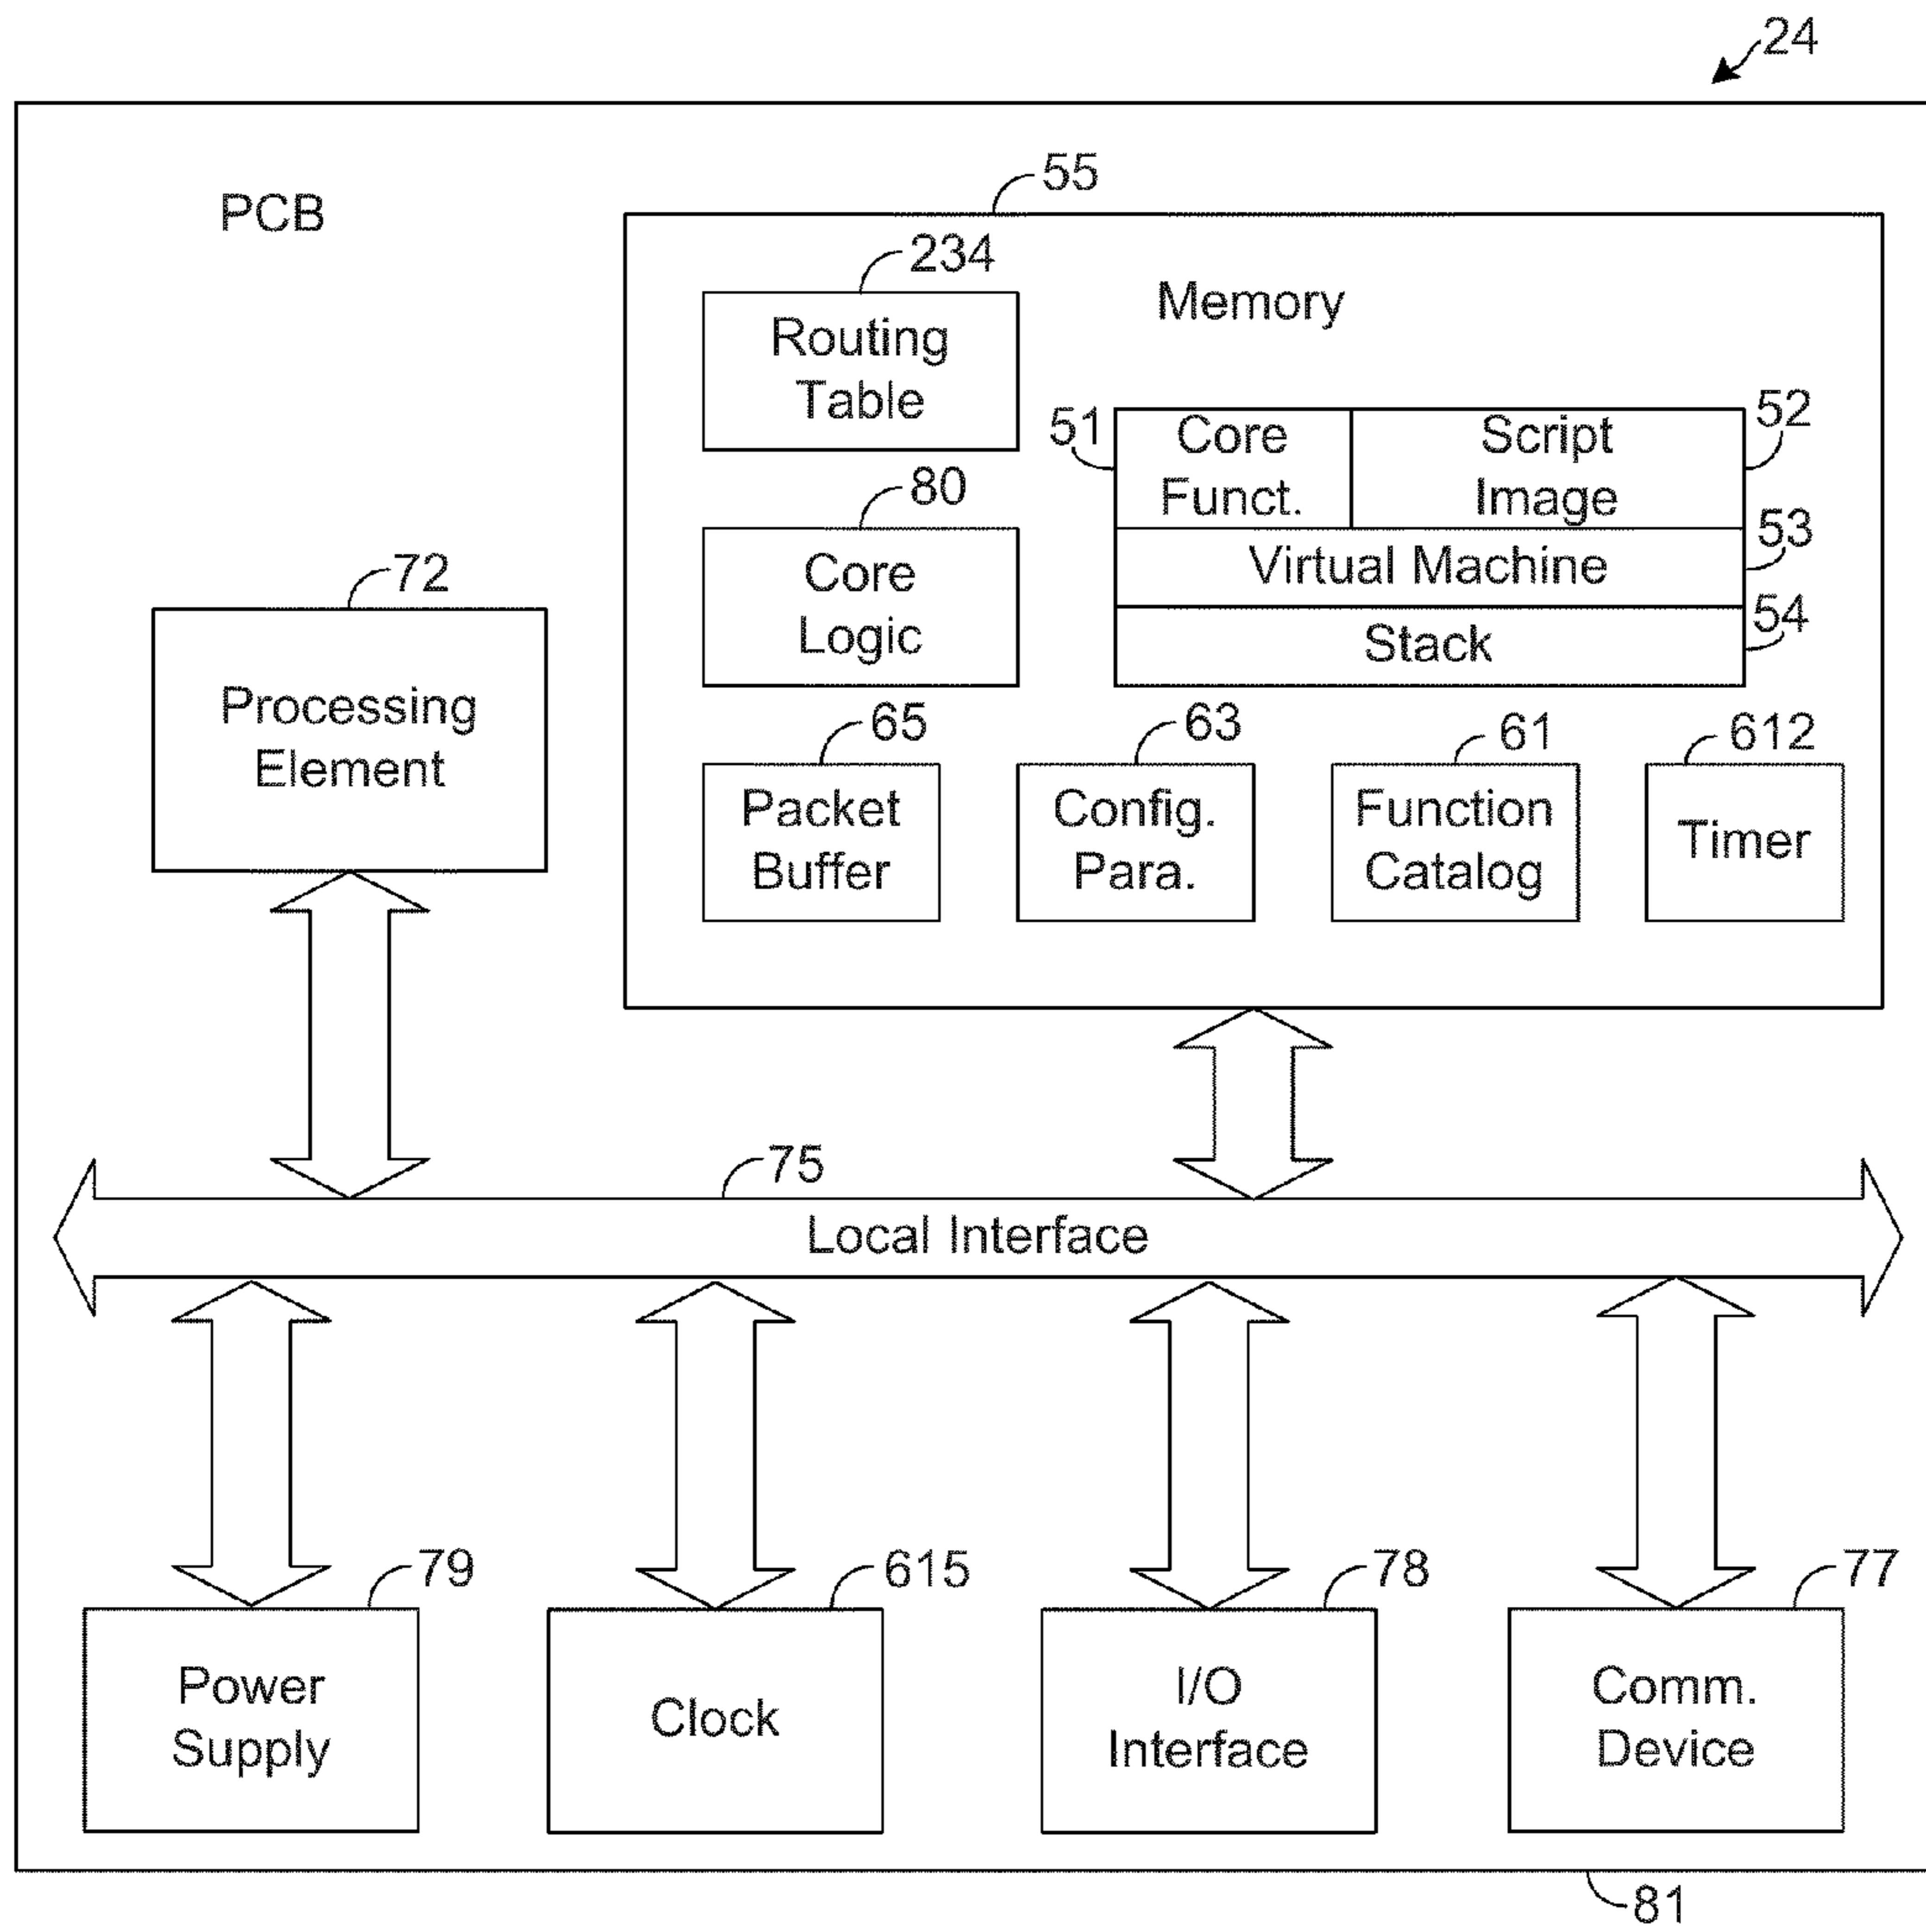 24
PCB
55
234
Routing
Table
Memory
51
Core
Funct.
Script
Image
52
80
Core
Logic
Virtual Machine
53
Stack
54
72
Processing
Element
65
Packet
Buffer
63
Config.
Para.
61
Function
Catalog
612
Timer
75
Local Interface
79
Power
Supply
615
Clock
78
I/O
Interface
77
Comm.
Device
81